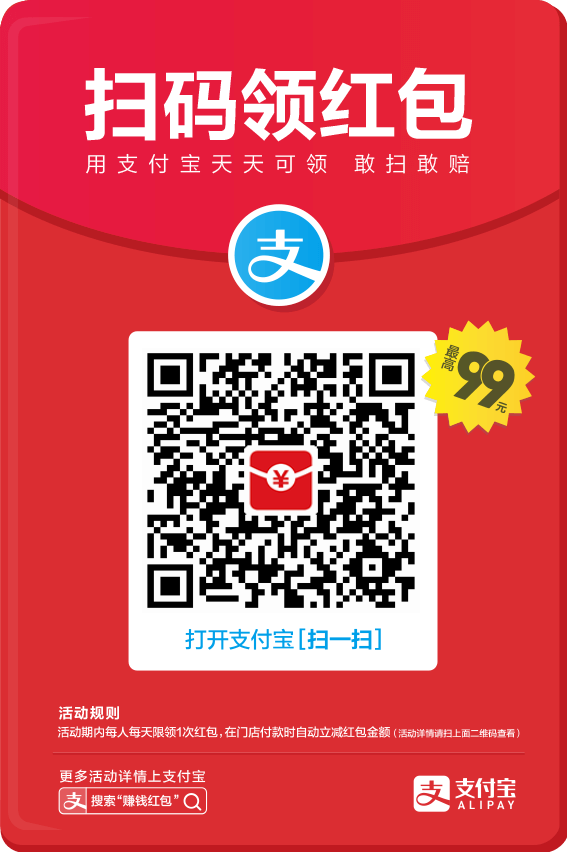 扫码领红包
用支付宝天天可领 敢扫敢赔
支
最高99元
¥
打开支付宝[扫一扫]
活动规则
活动期内每人每天限领1次红包，在门店付款时自动立减红包金额（活动详情请扫上面二维码查看）
更多活动详情上支付宝
支 搜索“赚钱红包”
支 支付宝
ALIPAY